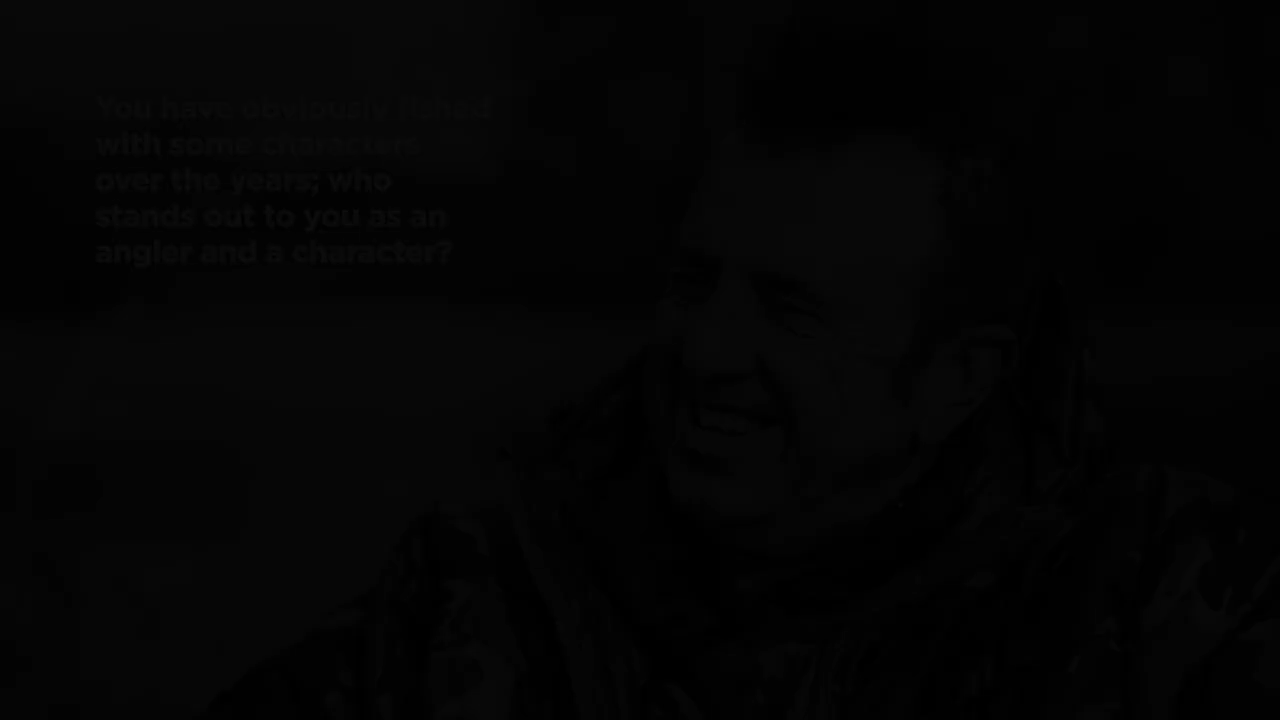 You have obviously fished
with some characters
over the years; who
stands out to you as an
angler and a character?